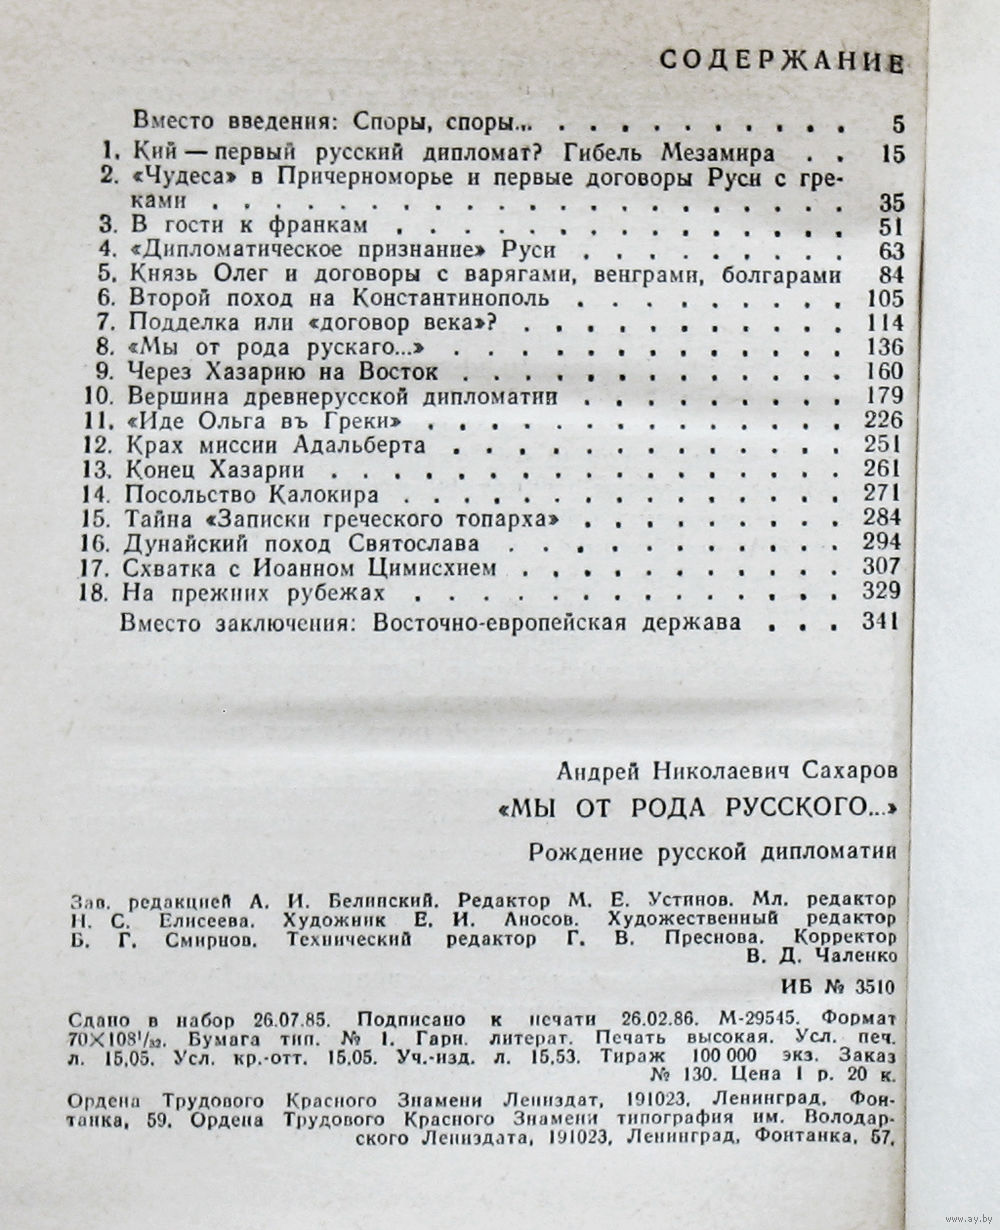 СОДЕРЖАНИЕ
Вместо введения: Споры, споры... . . . . . . . . . . . 5
1. Кий — первый русский дипломат? Гибель Мезамира . . 15
2. «Чудеса» в Причерноморье и первые договоры Руси с гре-
ками . . . . . . . . . . . . . . . . . 35
3. В гости к франкам . . . . . . . . . . . . 51
4. «Дипломатическое признание» Руси . . . . . . . . . 63
5. Князь Олег и договоры с варягами, венграми, болгарами 84
6. Второй поход на Константинополь . . . . . . . . 105
7. Подделка или «договор века»? . . . . . . . . . . 114
8. «Мы от рода рускаго...» . . . . . . . . . . . . 136
9. Через Хазарию на Восток . . . . . . . . . . . . 160
10. Вершина древнерусской дипломатии . . . . . . . . . 179
11. «Иде Ольга въ Греки» . . . . . . . . . . . . . 226
12. Крах миссии Адальберта . . . . . . . . . . . . 251
13. Конец Хазарии . . . . . . . . . . . . . . . 261
14. Посольство Калокира . . . . . . . . . . . . . 271
15. Тайна «Записки греческого топарха» . . . . . . . . 284
16. Дунайский поход Святослава . . . . . . . . . . 294
17. Схватка с Иоанном Цимисхием . . . . . . . . . . 307
18. На прежних рубежах . . . . . . . . . . . . . 329
Вместо заключения: Восточно-европейская держава . . . 341
Андрей Николаевич Сахаров
«МЫ ОТ РОДА РУССКОГО...»
Рождение русской дипломатии
Зав. редакцией А. И. Белинский. Редактор М. Е. Устинов. Мл. редактор
Н. С. Елисеева. Художник Е. И. Аносов. Художественный редактор
Б. Г. Смирнов. Технический редактор Г. В. Преснова. Корректор
В. Д. Чаленко
ИБ № 3510
Сдано в набор 26.07.85. Подписано к печати 26.02.86. М-29545. Формат
70×108¹/₃₂. Бумага тип. № 1. Гарн. литерат. Печать высокая. Усл. печ.
л. 15,05. Усл. кр.-отт. 15,05. Уч.-изд. л. 15,53. Тираж 100 000 экз. Заказ
№ 130. Цена 1 р. 20 к.
Ордена Трудового Красного Знамени Лениздат, 191023, Ленинград, Фон-
танка, 59. Ордена Трудового Красного Знамени типография им. Володар-
ского Лениздата, 191023, Ленинград, Фонтанка, 57.
www.ay.by